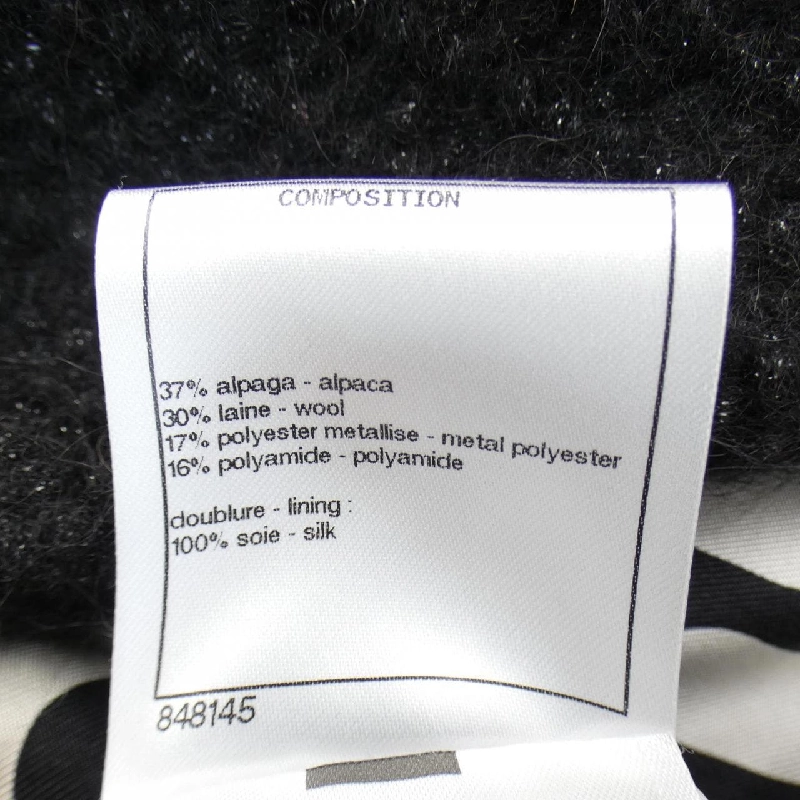 COMPOSITION
37% alpaga - alpaca
30% laine - wool
17% polyester metallise - metal polyester
16% polyamide - polyamide
doublure - lining :
100% soie - silk
848145